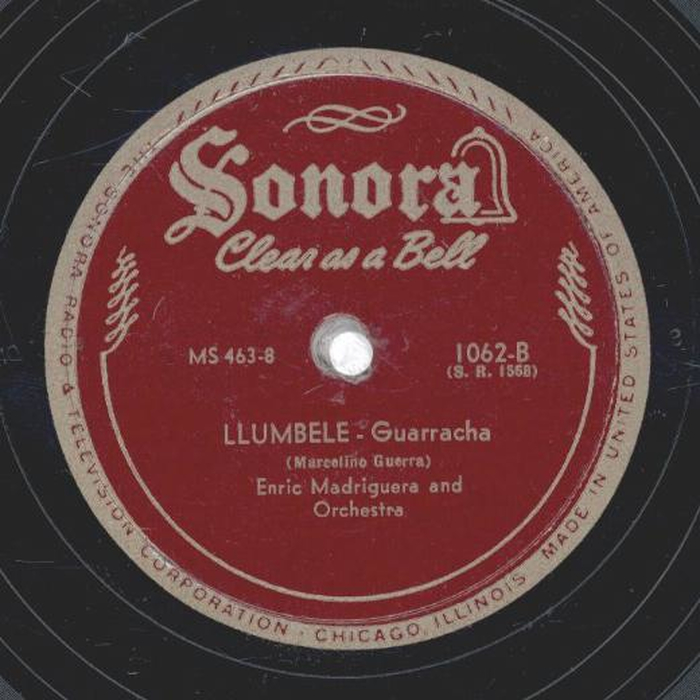 Sonora
Clear as a Bell
MS 463-8
1062-B
(S. R. 1568)
LLUMBELE - Guarracha
(Marcelino Guerra)
Enric Madriguera and
Orchestra
THE SONORA RADIO & TELEVISION CORPORATION · CHICAGO, ILLINOIS MADE IN UNITED STATES OF AMERICA